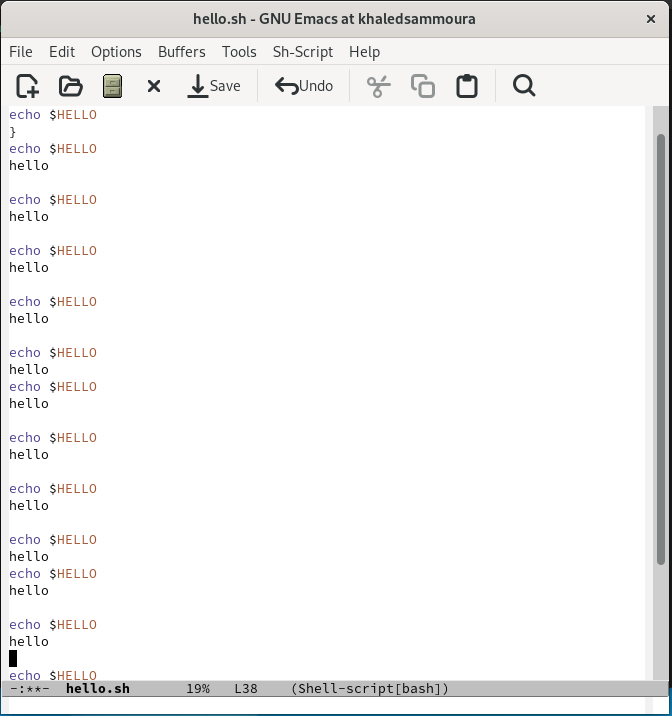 hello.sh - GNU Emacs at khaledsammoura
File Edit Options Buffers Tools Sh-Script Help
Save Undo
echo $HELLO
}
echo $HELLO
hello
echo $HELLO
hello
echo $HELLO
hello
echo $HELLO
hello
echo $HELLO
hello
echo $HELLO
hello
echo $HELLO
hello
echo $HELLO
hello
echo $HELLO
hello
echo $HELLO
hello
echo $HELLO
hello
echo $HELLO
-:**- hello.sh 19% L38 (Shell-script[bash])